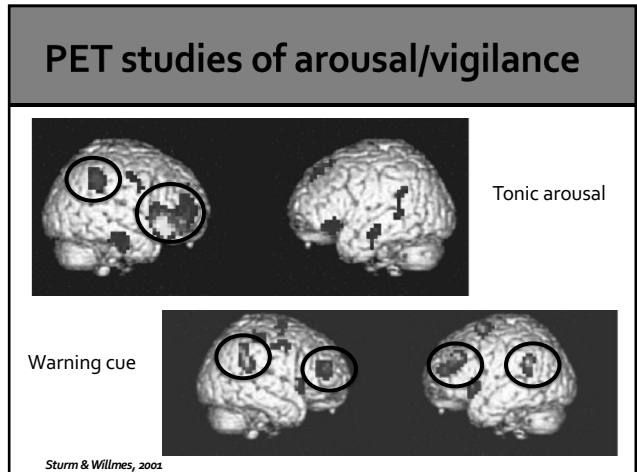 PET studies of arousal/vigilance
Tonic arousal
Warning cue
Sturm & Willmes, 2001